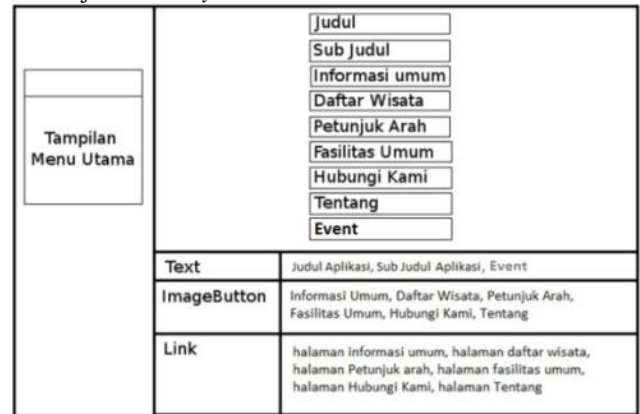 Tampilan
Menu Utama
Judul
Sub Judul
Informasi umum
Daftar Wisata
Petunjuk Arah
Fasilitas Umum
Hubungi Kami
Tentang
Event
Text
Judul Aplikasi, Sub Judul Aplikasi, Event
ImageButton
Informasi Umum, Daftar Wisata, Petunjuk Arah,
Fasilitas Umum, Hubungi Kami, Tentang
Link
halaman informasi umum, halaman daftar wisata,
halaman Petunjuk arah, halaman fasilitas umum,
halaman Hubungi Kami, halaman Tentang